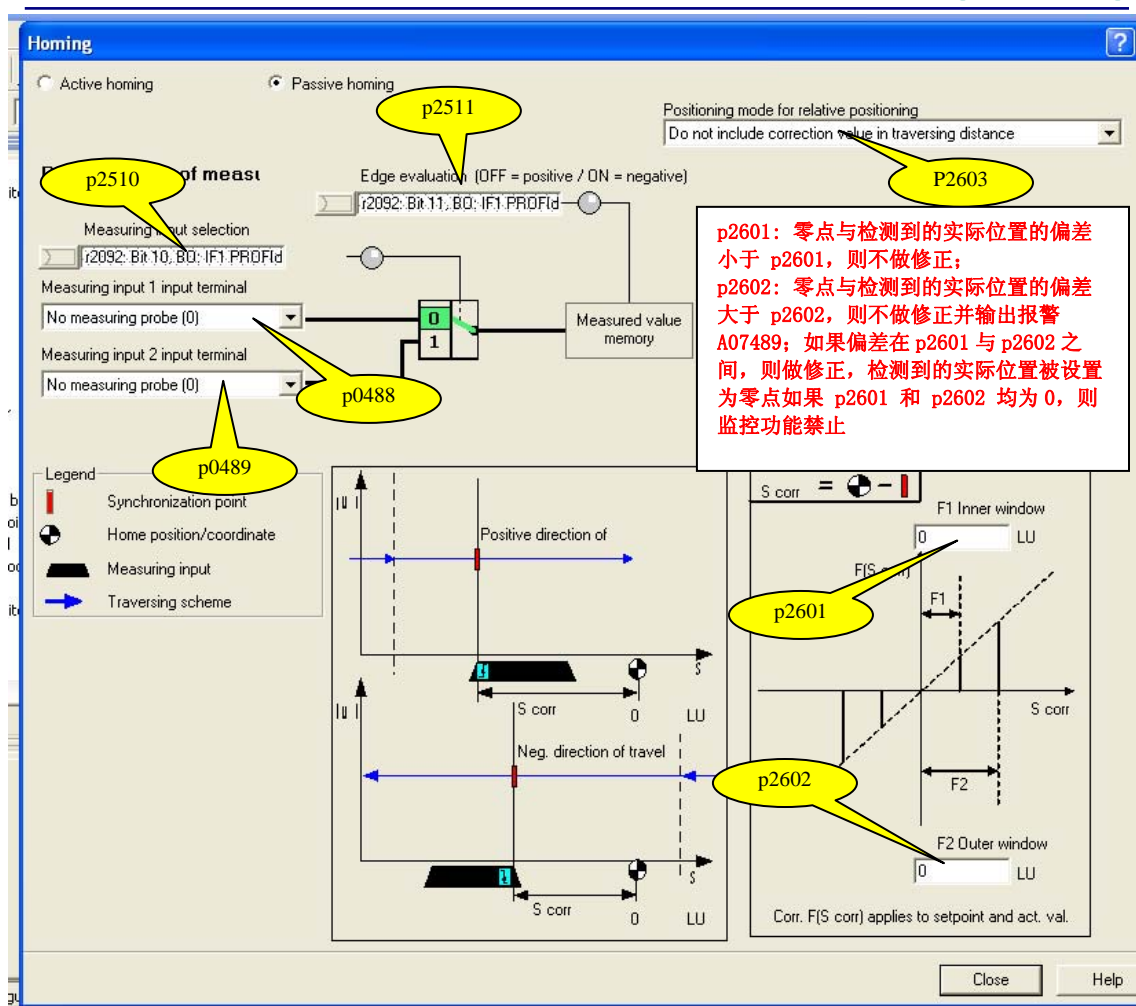 Homing
?
Active homing
Passive homing
p2511
Positioning mode for relative positioning
Do not include correction value in traversing distance
P2603
p2510
of measu
Edge evaluation (OFF = positive / ON = negative)
r2092: Bit 11, BO: IF1 PROFId
Measuring input selection
r2092: Bit 10, BO: IF1 PROFId
Measuring input 1 input terminal
No measuring probe (0)
0
1
Measured value
memory
Measuring input 2 input terminal
No measuring probe (0)
p0488
p0489
p2601: 零点与检测到的实际位置的偏差
小于 p2601，则不做修正；
p2602: 零点与检测到的实际位置的偏差
大于 p2602，则不做修正并输出报警
A07489；如果偏差在 p2601 与 p2602 之
间，则做修正，检测到的实际位置被设置
为零点如果 p2601 和 p2602 均为 0，则
监控功能禁止
Legend
Synchronization point
Home position/coordinate
Measuring input
Traversing scheme
|u|
Positive direction of
s
S corr
0
LU
|u|
Neg. direction of travel
s
S corr
0
LU
S corr = -
F1 Inner window
0
LU
F(S corr)
F1
p2601
S corr
F2
p2602
F2 Outer window
0
LU
Corr. F(S corr) applies to setpoint and act. val.
Close
Help